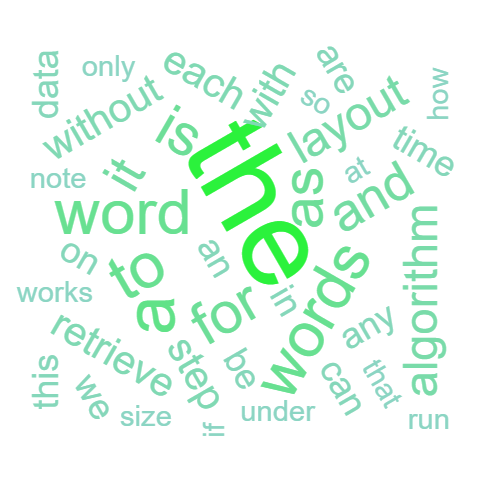 data
only
each
with
are
how
without
is
the
so
layout
time
note
it
as
at
and
word
on
to
an
in
algorithm
works
a
for
words
any
retrieve
step
be
can
that
this
we
size
if
under
run